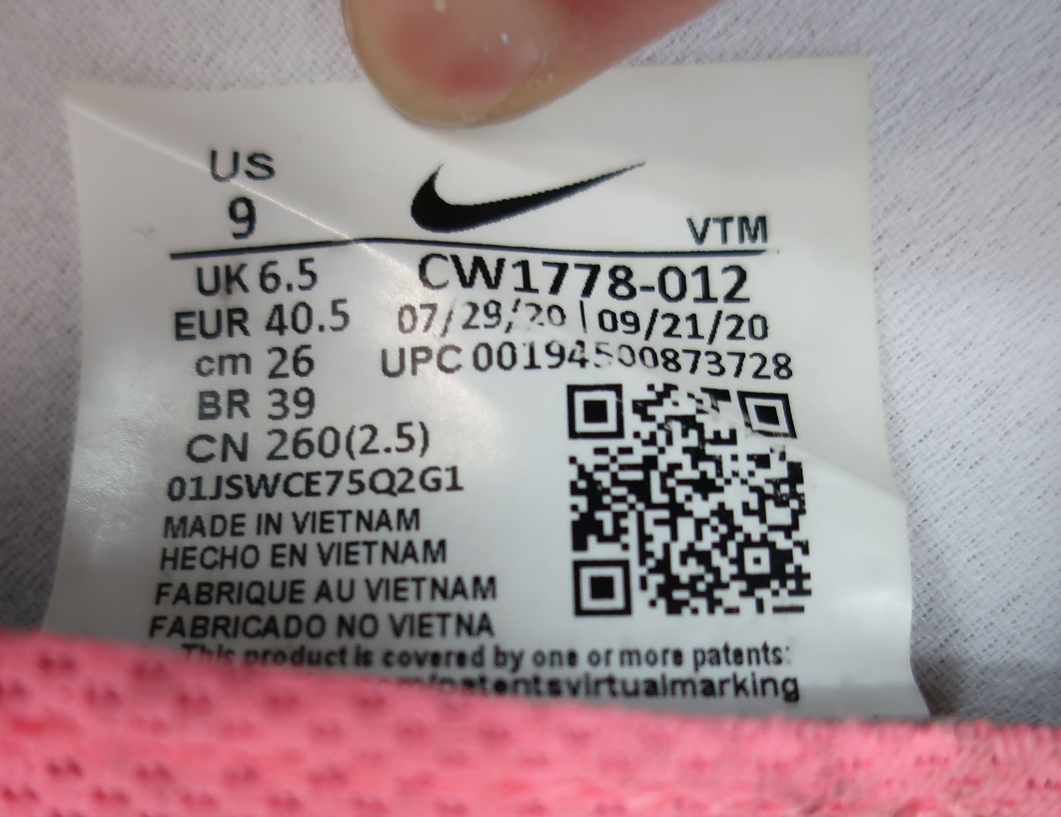 US
9
VTM
UK 6.5
CW1778-012
EUR 40.5
07/29/20 | 09/21/20
cm 26
UPC 00194500873728
BR 39
CN 260(2.5)
01JSWCE75Q2G1
MADE IN VIETNAM
HECHO EN VIETNAM
FABRIQUE AU VIETNAM
FABRICADO NO VIETNA
This product is covered by one or more patents:
/patentsvirtualmarking